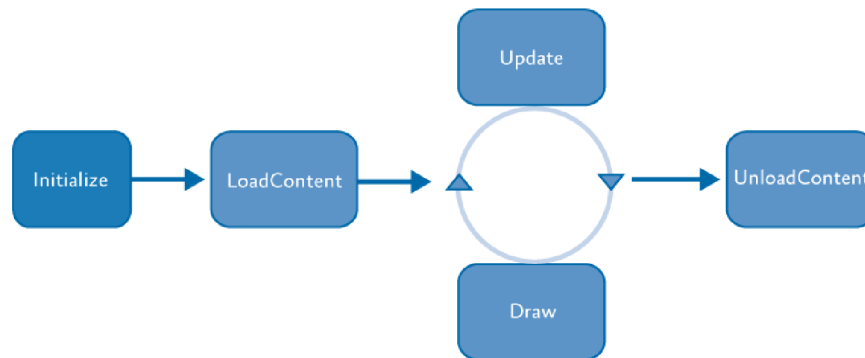 Update
Initialize
LoadContent
UnloadContent
Draw